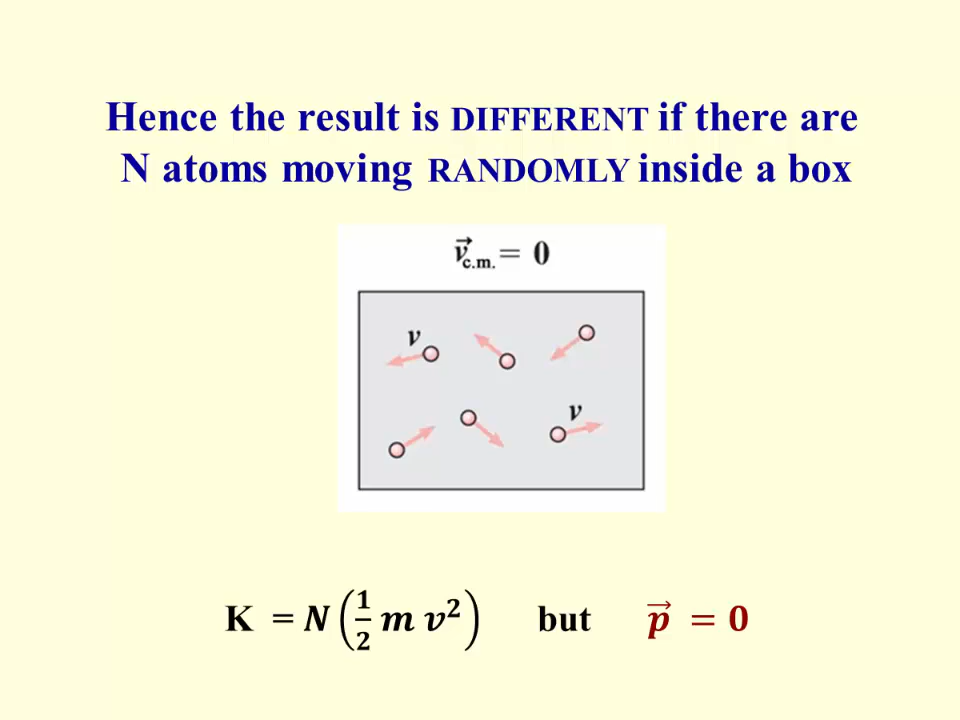 Hence the result is DIFFERENT if there are
N atoms moving RANDOMLY inside a box
v⃗c.m. = 0
v
v
K = N(1/2 m v²) but p⃗ = 0